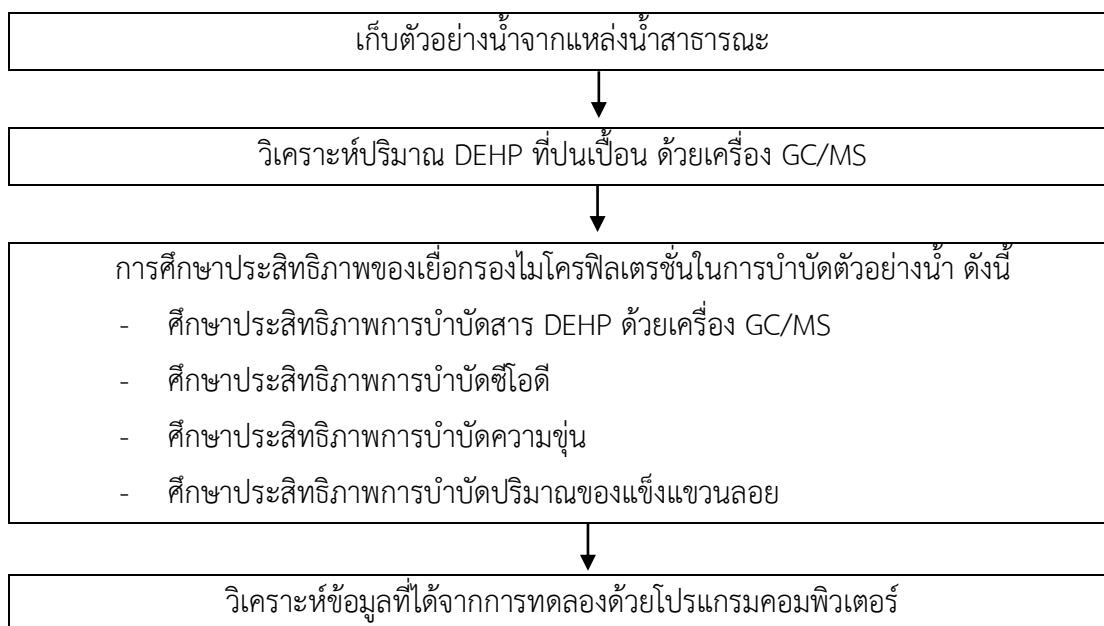 เก็บตัวอย่างน้ำจากแหล่งน้ำสาธารณะ
วิเคราะห์ปริมาณ DEHP ที่ปนเปื้อน ด้วยเครื่อง GC/MS
การศึกษาประสิทธิภาพของเยื่อกรองไมโครฟิลเตรชั่นในการบำบัดตัวอย่างน้ำ ดังนี้
- ศึกษาประสิทธิภาพการบำบัดสาร DEHP ด้วยเครื่อง GC/MS
- ศึกษาประสิทธิภาพการบำบัดซีโอดี
- ศึกษาประสิทธิภาพการบำบัดความขุ่น
- ศึกษาประสิทธิภาพการบำบัดปริมาณของแข็งแขวนลอย
วิเคราะห์ข้อมูลที่ได้จากการทดลองด้วยโปรแกรมคอมพิวเตอร์